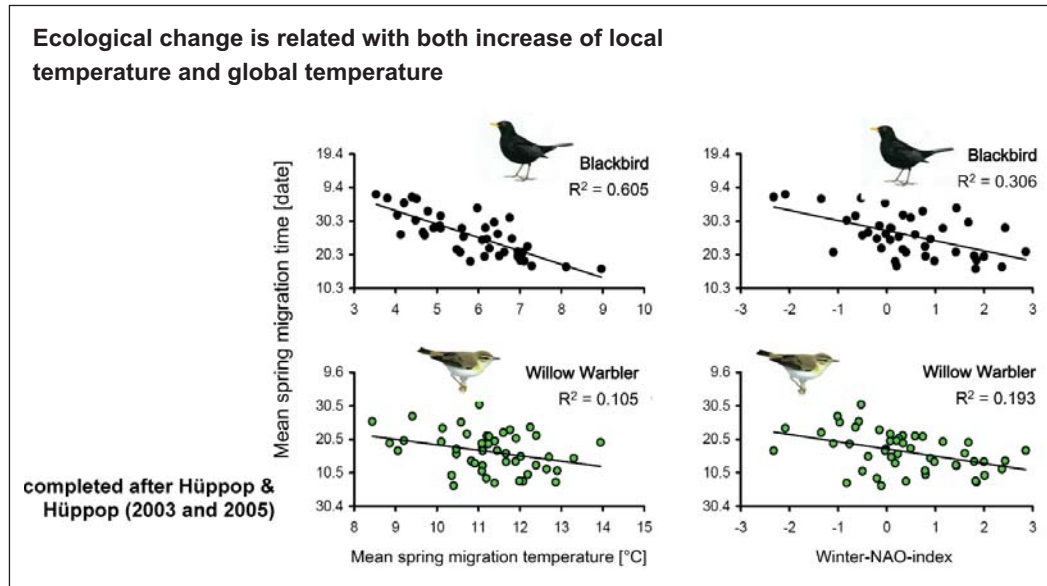 Ecological change is related with both increase of local
temperature and global temperature
Mean spring migration time [date]
Blackbird
R² = 0.605
19.4
9.4
30.3
20.3
10.3
3 4 5 6 7 8 9 10
Blackbird
R² = 0.306
19.4
9.4
30.3
20.3
10.3
-3 -2 -1 0 1 2 3
Willow Warbler
R² = 0.105
9.6
30.5
20.5
10.5
30.4
8 9 10 11 12 13 14 15
Mean spring migration temperature [°C]
Willow Warbler
R² = 0.193
9.6
30.5
20.5
10.5
30.4
-3 -2 -1 0 1 2 3
Winter-NAO-index
completed after Hüppop &
Hüppop (2003 and 2005)